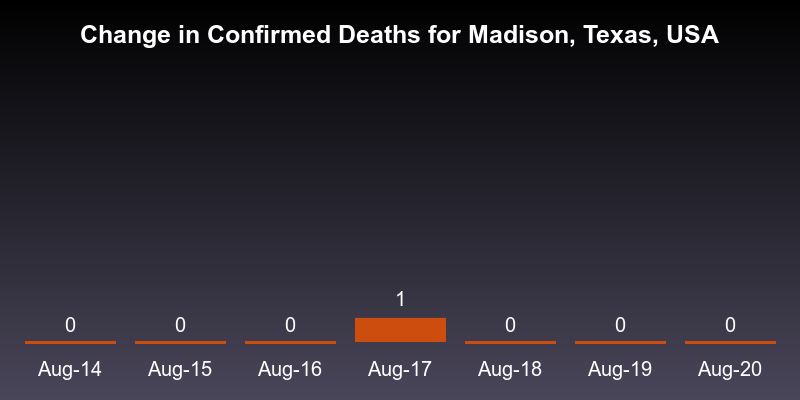 Change in Confirmed Deaths for Madison, Texas, USA
1
0 0 0 0 0 0
Aug-14 Aug-15 Aug-16 Aug-17 Aug-18 Aug-19 Aug-20